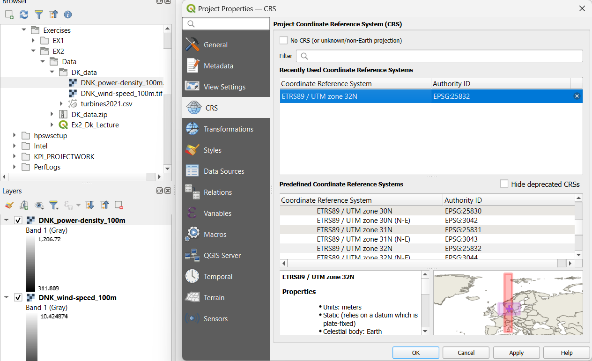 Browser
Exercises
EX1
EX2
Data
DK_data
DNK_power-density_100m.
DNK_wind-speed_100m.tif
turbines2021.csv
DK_data.zip
Ex2_Dk_Lecture
hpswsetup
Intel
KPI_PROJECTWORK
PerfLogs
Layers
DNK_power-density_100m
Band 1 (Gray)
1,206.72
311.809
DNK_wind-speed_100m
Band 1 (Gray)
10.424874
Project Properties — CRS
General
Metadata
View Settings
CRS
Transformations
Styles
Data Sources
Relations
Variables
Macros
QGIS Server
Temporal
Terrain
Sensors
Project Coordinate Reference System (CRS)
No CRS (or unknown/non-Earth projection)
Filter
Recently Used Coordinate Reference Systems
Coordinate Reference System Authority ID
ETRS89 / UTM zone 32N EPSG:25832
Predefined Coordinate Reference Systems Hide deprecated CRSs
Coordinate Reference System Authority ID
ETRS89 / UTM zone 30N EPSG:25830
ETRS89 / UTM zone 30N (N-E) EPSG:3042
ETRS89 / UTM zone 31N EPSG:25831
ETRS89 / UTM zone 31N (N-E) EPSG:3043
ETRS89 / UTM zone 32N EPSG:25832
ETRS89 / UTM zone 32N (N-E) EPSG:3044
ETRS89 / UTM zone 32N
Properties
• Units: meters
• Static (relies on a datum which is
plate-fixed)
• Celestial body: Earth
OK Cancel Apply Help